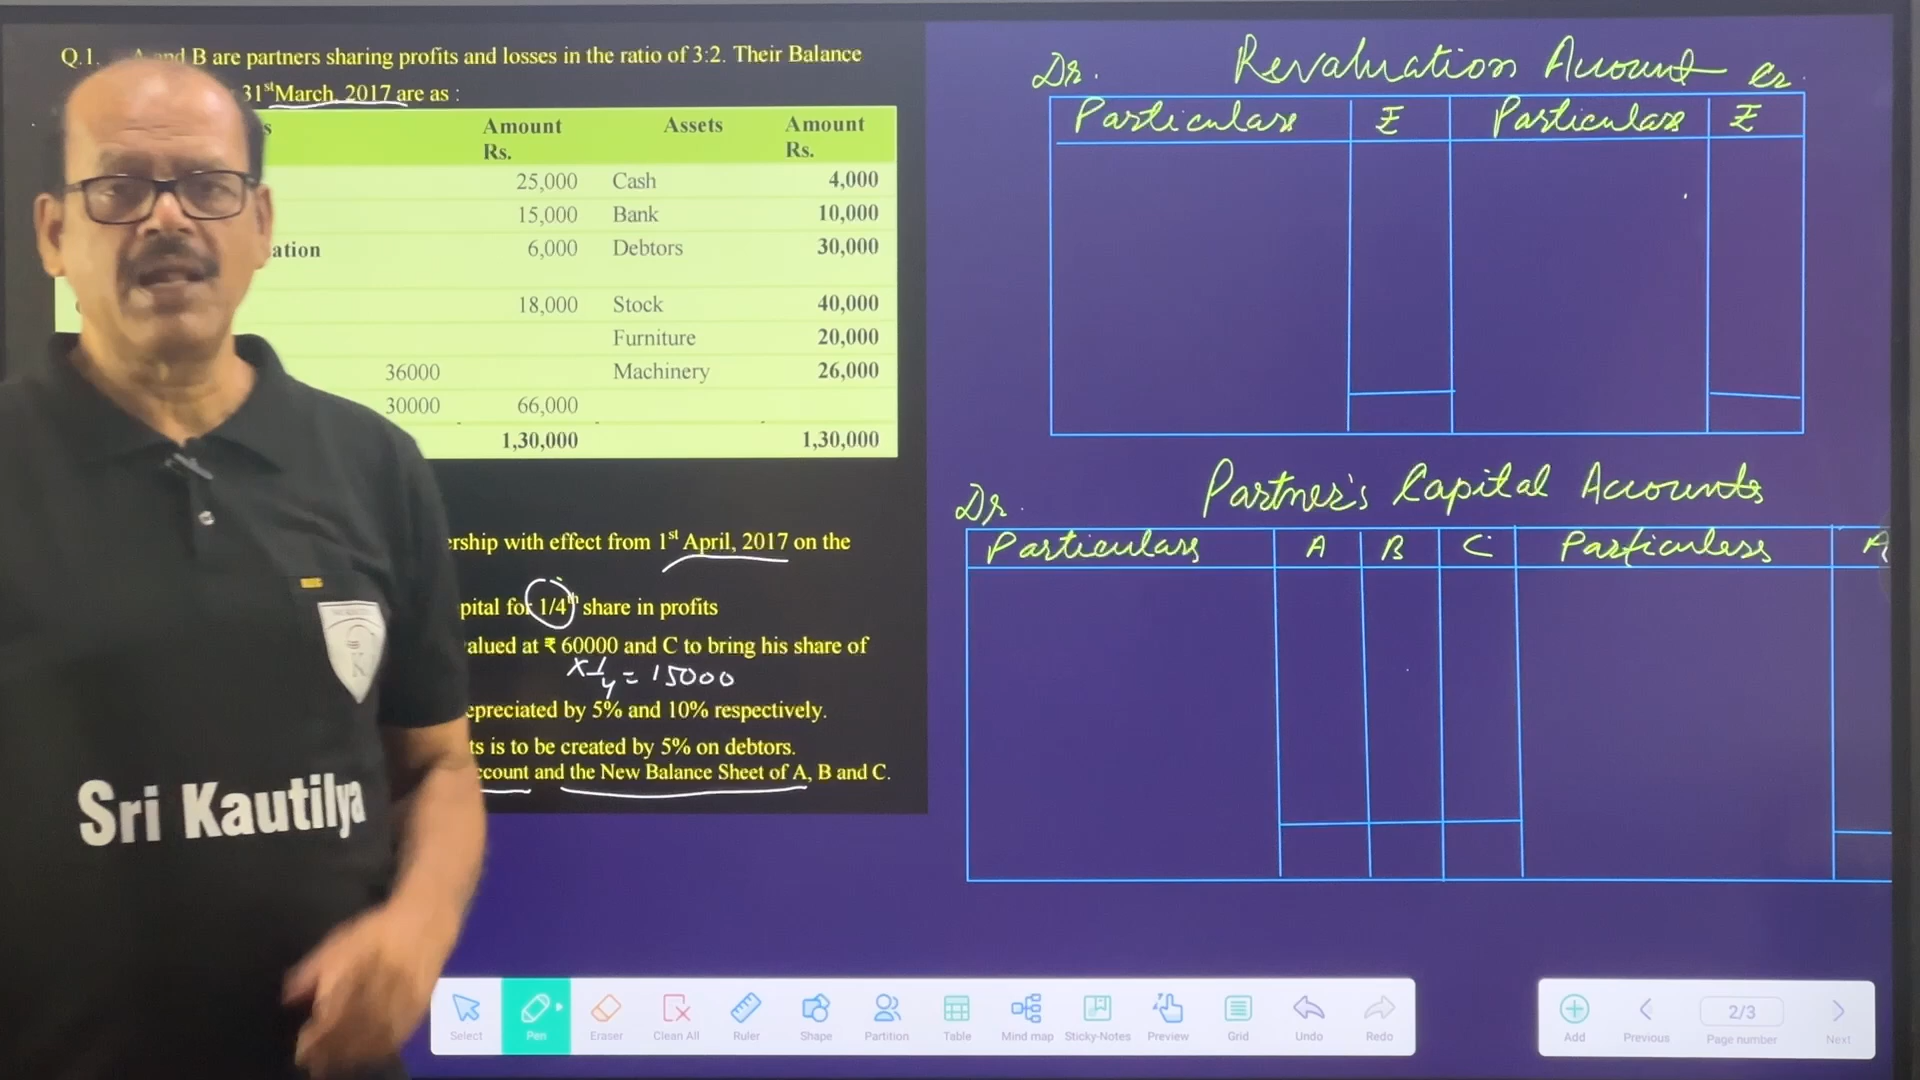 Q.1. A and B are partners sharing profits and losses in the ratio of 3:2. Their Balance
31st March, 2017 are as :
s Amount Rs. Assets Amount Rs.
25,000 Cash 4,000
15,000 Bank 10,000
ation 6,000 Debtors 30,000
18,000 Stock 40,000
Furniture 20,000
36000 Machinery 26,000
30000 66,000
1,30,000 1,30,000
ership with effect from 1st April, 2017 on the
pital for 1/4th share in profits
alued at ₹ 60000 and C to bring his share of
x 1/4 = 15000
epreciated by 5% and 10% respectively.
ts is to be created by 5% on debtors.
ccount and the New Balance Sheet of A, B and C.
Dr. Revaluation Account Cr.
Particulars ₹ Particulars ₹
Partner's Capital Accounts
Dr.
Particulars A B C Particulars A
Sri Kautilya
K
Select Pen Eraser Clean All Ruler Shape Partition Table Mind map Sticky-Notes Preview Grid Undo Redo
Add Previous 2/3 Page number Next